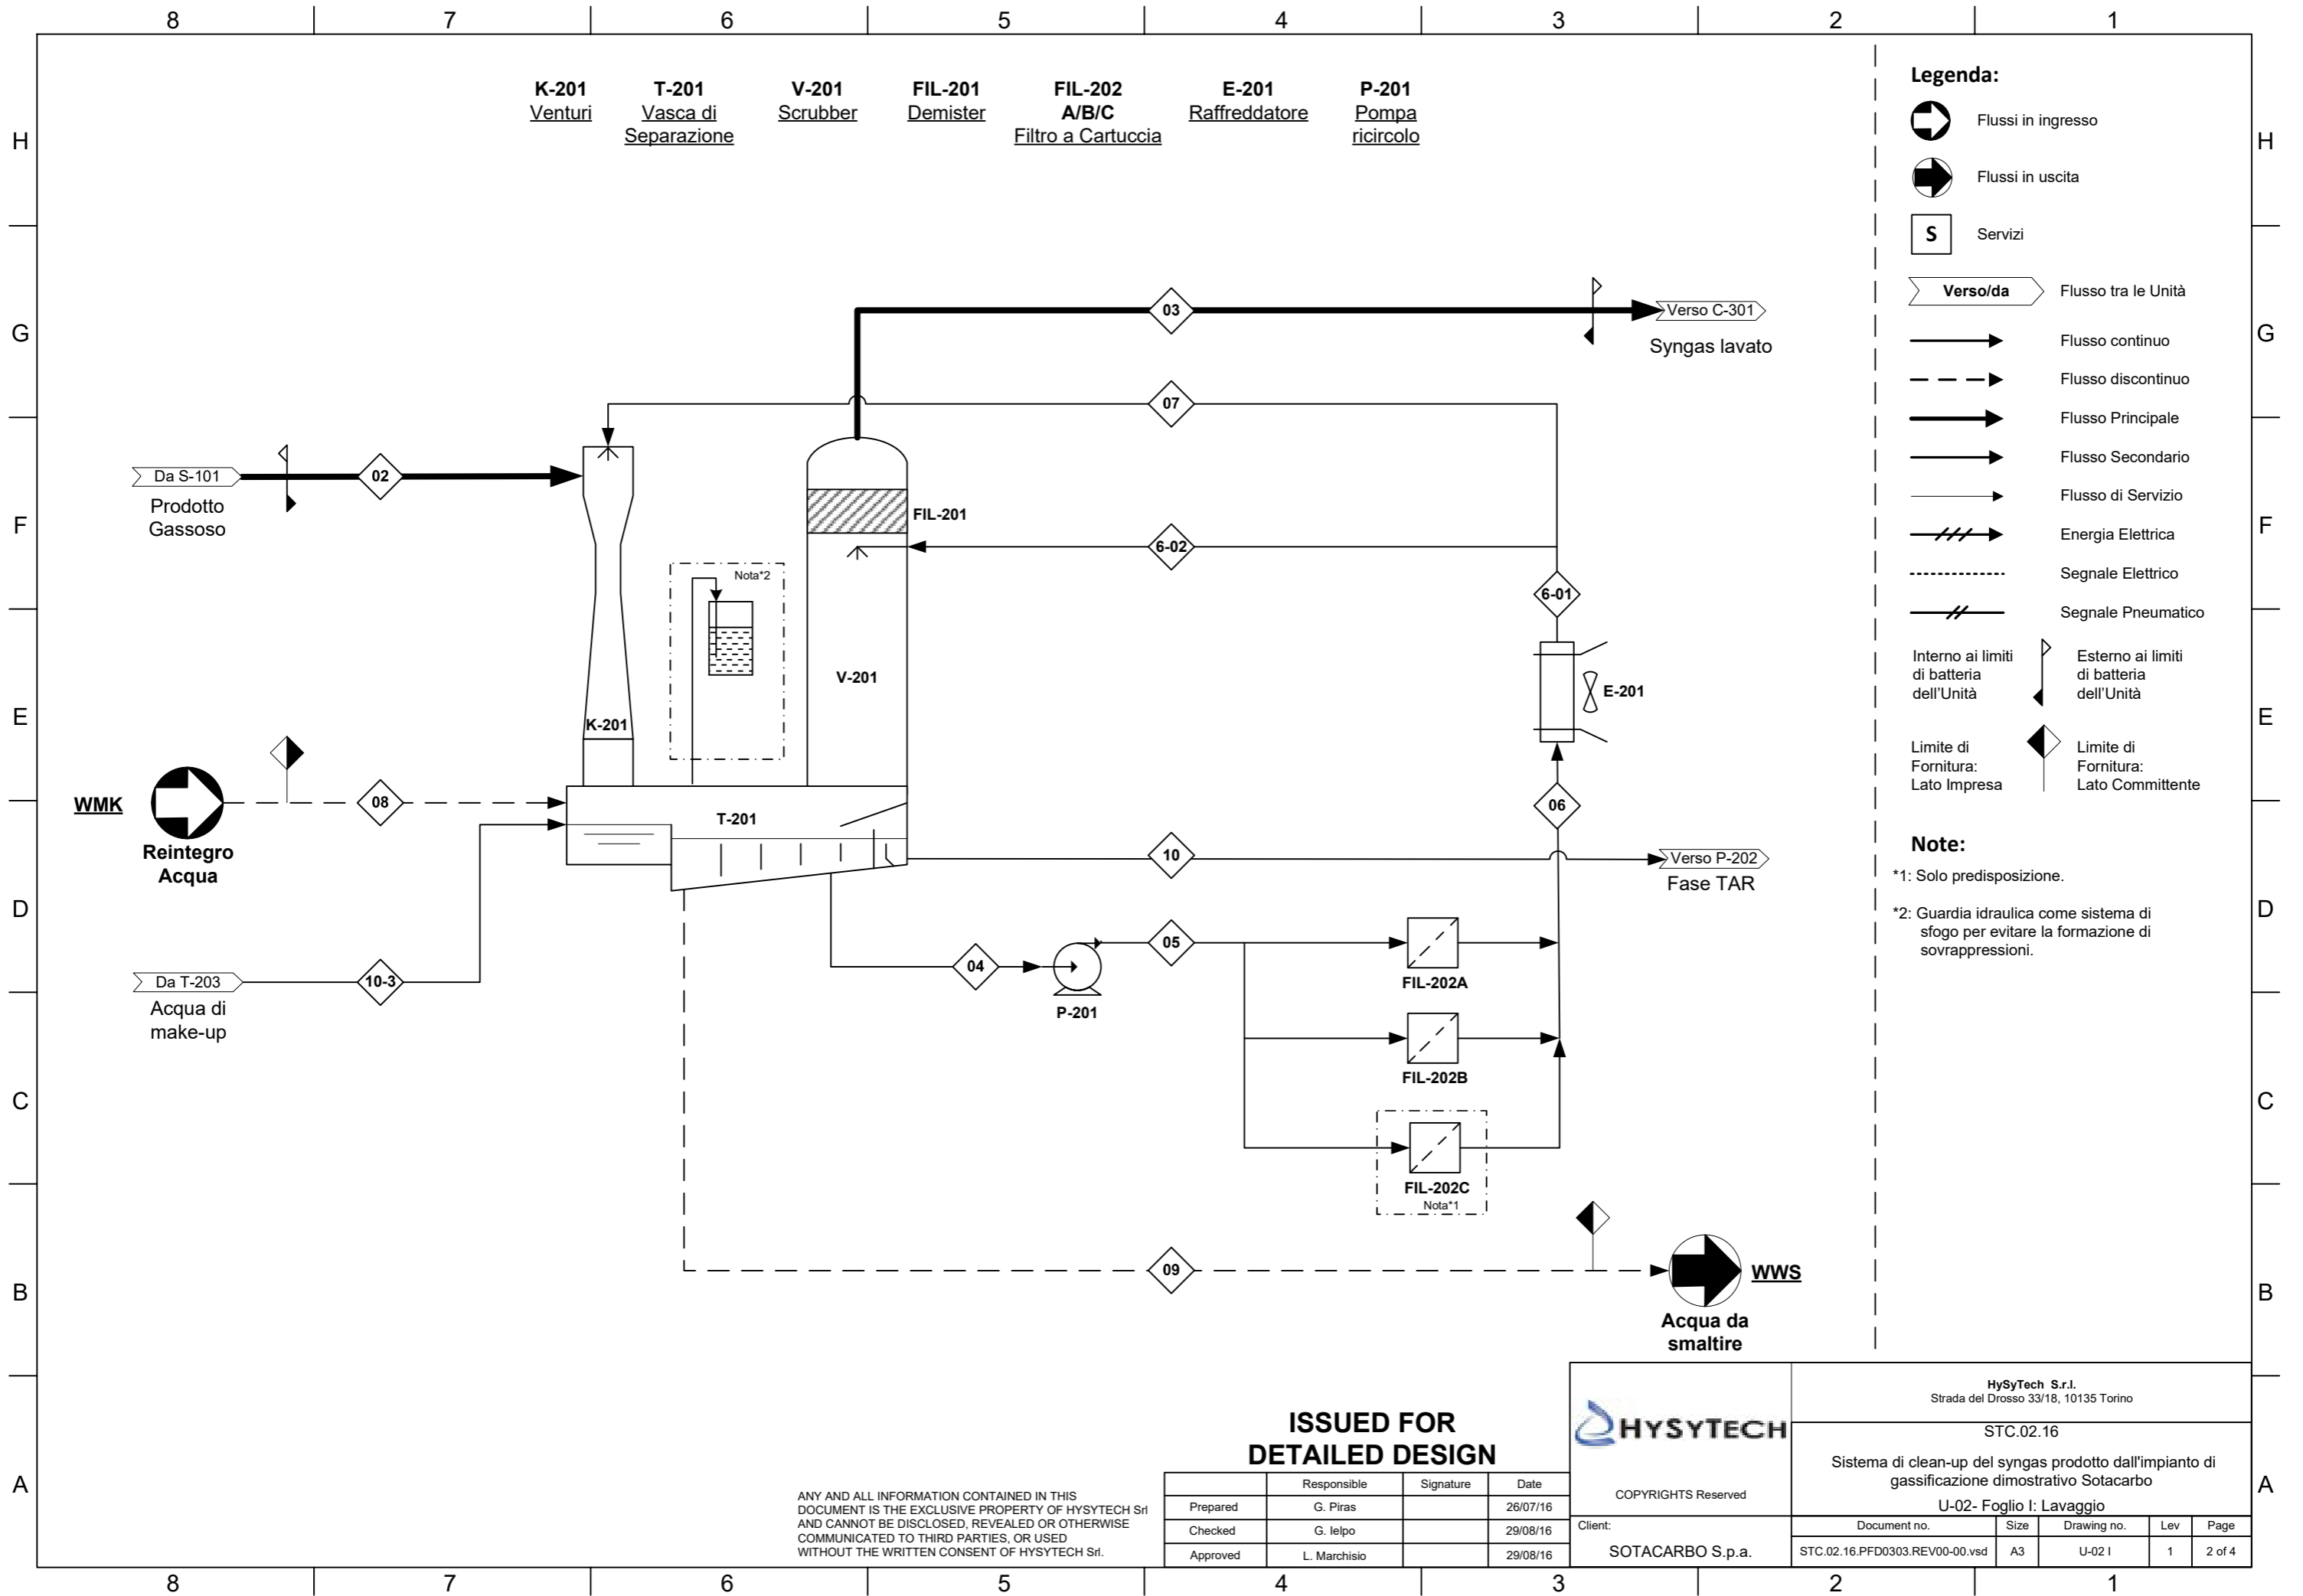 8 7 6 5 4 3 2 1
H
G
F
E
D
C
B
A
K-201
Venturi
T-201
Vasca di
Separazione
V-201
Scrubber
FIL-201
Demister
FIL-202
A/B/C
Filtro a Cartuccia
E-201
Raffreddatore
P-201
Pompa
ricircolo
Legenda:
Flussi in ingresso
Flussi in uscita
S Servizi
Verso/da Flusso tra le Unità
Flusso continuo
Flusso discontinuo
Flusso Principale
Flusso Secondario
Flusso di Servizio
Energia Elettrica
Segnale Elettrico
Segnale Pneumatico
Interno ai limiti
di batteria
dell'Unità
Esterno ai limiti
di batteria
dell'Unità
Limite di
Fornitura:
Lato Impresa
Limite di
Fornitura:
Lato Committente
Note:
*1: Solo predisposizione.
*2: Guardia idraulica come sistema di
sfogo per evitare la formazione di
sovrappressioni.
03
Verso C-301
Syngas lavato
07
Da S-101
02
Prodotto
Gassoso
FIL-201
6-02
Nota*2
6-01
V-201
E-201
K-201
WMK
08
Reintegro
Acqua
T-201
06
10
Verso P-202
Fase TAR
05
04
FIL-202A
P-201
Da T-203
10-3
Acqua di
make-up
FIL-202B
FIL-202C
Nota*1
09
WWS
Acqua da
smaltire
ISSUED FOR
DETAILED DESIGN
ANY AND ALL INFORMATION CONTAINED IN THIS
DOCUMENT IS THE EXCLUSIVE PROPERTY OF HYSYTECH Srl
AND CANNOT BE DISCLOSED, REVEALED OR OTHERWISE
COMMUNICATED TO THIRD PARTIES, OR USED
WITHOUT THE WRITTEN CONSENT OF HYSYTECH Srl.
Responsible Signature Date
Prepared G. Piras 26/07/16
Checked G. Ielpo 29/08/16
Approved L. Marchisio 29/08/16
HYSYTECH
COPYRIGHTS Reserved
Client:
SOTACARBO S.p.a.
HySyTech S.r.l.
Strada del Drosso 33/18, 10135 Torino
STC.02.16
Sistema di clean-up del syngas prodotto dall'impianto di
gassificazione dimostrativo Sotacarbo
U-02- Foglio I: Lavaggio
Document no. Size Drawing no. Lev Page
STC.02.16.PFD0303.REV00-00.vsd A3 U-02 I 1 2 of 4
H
G
F
E
D
C
B
A
8 7 6 5 4 3 2 1